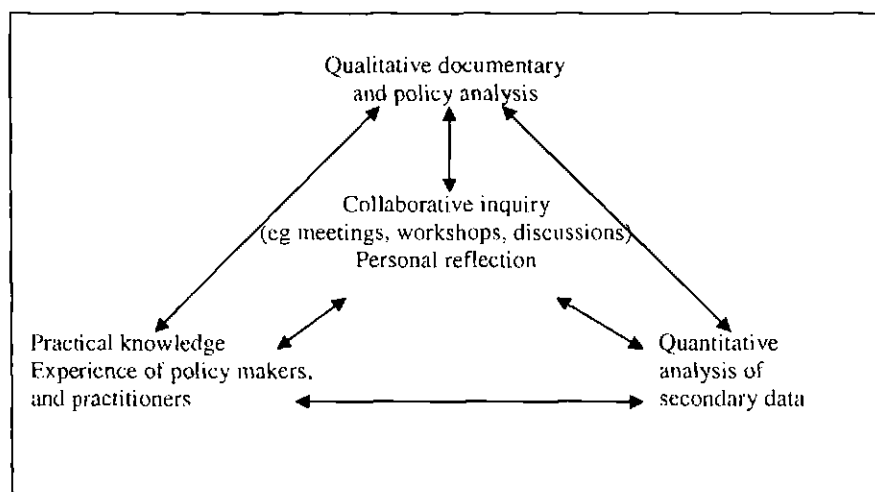 Qualitative documentary
and policy analysis
Collaborative inquiry
(eg meetings, workshops, discussions)
Personal reflection
Practical knowledge
Experience of policy makers,
and practitioners
Quantitative
analysis of
secondary data